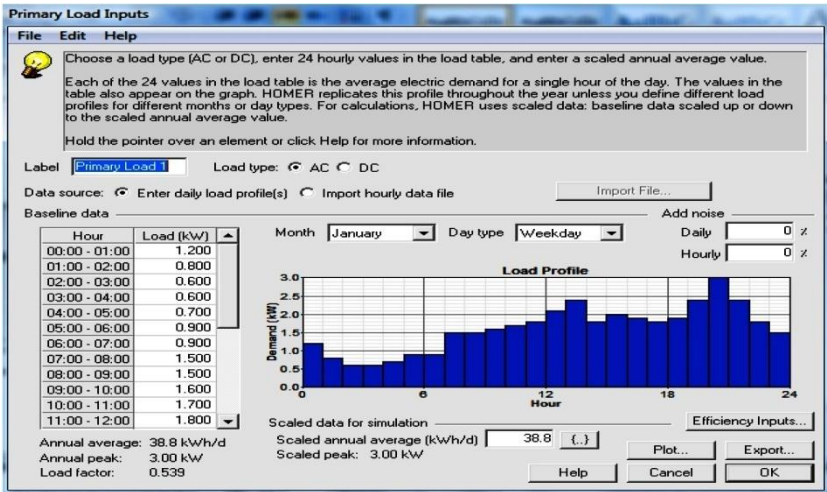 Primary Load Inputs
File Edit Help
Choose a load type (AC or DC), enter 24 hourly values in the load table, and enter a scaled annual average value.
Each of the 24 values in the load table is the average electric demand for a single hour of the day. The values in the
table also appear on the graph. HOMER replicates this profile throughout the year unless you define different load
profiles for different months or day types. For calculations, HOMER uses scaled data: baseline data scaled up or down
to the scaled annual average value.
Hold the pointer over an element or click Help for more information.
Label Primary Load 1 Load type: AC DC
Data source: Enter daily load profile(s) Import hourly data file Import File...
Baseline data
Month January Day type Weekday
Add noise
Daily 0 %
Hourly 0 %
Hour Load (kW)
00:00 - 01:00 1.200
01:00 - 02:00 0.800
02:00 - 03:00 0.600
03:00 - 04:00 0.600
04:00 - 05:00 0.700
05:00 - 06:00 0.900
06:00 - 07:00 0.900
07:00 - 08:00 1.500
08:00 - 09:00 1.500
09:00 - 10:00 1.600
10:00 - 11:00 1.700
11:00 - 12:00 1.800
Load Profile
Demand (kW)
3.0
2.5
2.0
1.5
1.0
0.5
0.0
0 6 12 18 24
Hour
Annual average: 38.8 kWh/d
Annual peak: 3.00 kW
Load factor: 0.539
Scaled data for simulation
Scaled annual average (kWh/d) 38.8 {..}
Scaled peak: 3.00 kW
Efficiency Inputs...
Plot... Export...
Help Cancel OK